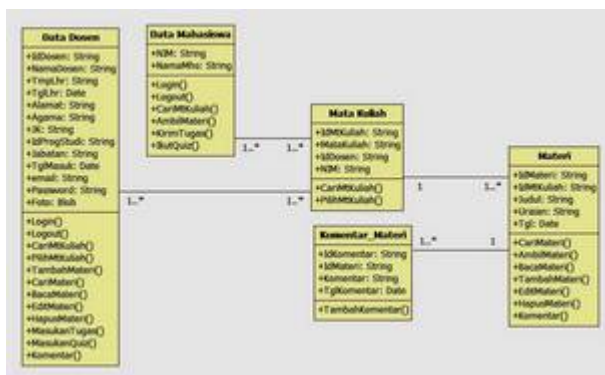 Data Dosen
+IdDosen: String
+NamaDosen: String
+TmpLhr: String
+TglLhr: Date
+Alamat: String
+Agama: String
+JK: String
+IdProgStudi: String
+Jabatan: String
+TglMasuk: Date
+email: String
+Password: String
+Foto: Blob
+Login()
+Logout()
+CariMtKuliah()
+PilihMtKuliah()
+TambahMateri()
+CariMateri()
+BacaMateri()
+EditMateri()
+HapusMateri()
+MasukanTugas()
+MasukanQuiz()
+Komentar()
Data Mahasiswa
+NIM: String
+NamaMhs: String
+Login()
+Logout()
+CariMtKuliah()
+AmbilMateri()
+KirimTugas()
+IkutQuiz()
1..*
1..*
1..*
1..*
Mata Kuliah
+IdMtKuliah: String
+MataKuliah: String
+IdDosen: String
+NIM: String
+CariMtKuliah()
+PilihMtKuliah()
1
1..*
Komentar_Materi
+IdKomentar: String
+IdMateri: String
+Komentar: String
+TglKomentar: Date
+TambahKomentar()
1..*
1
Materi
+IdMateri: String
+IdMtKuliah: String
+Judul: String
+Uraian: String
+Tgl: Date
+CariMateri()
+AmbilMateri()
+BacaMateri()
+TambahMateri()
+EditMateri()
+HapusMateri()
+Komentar()